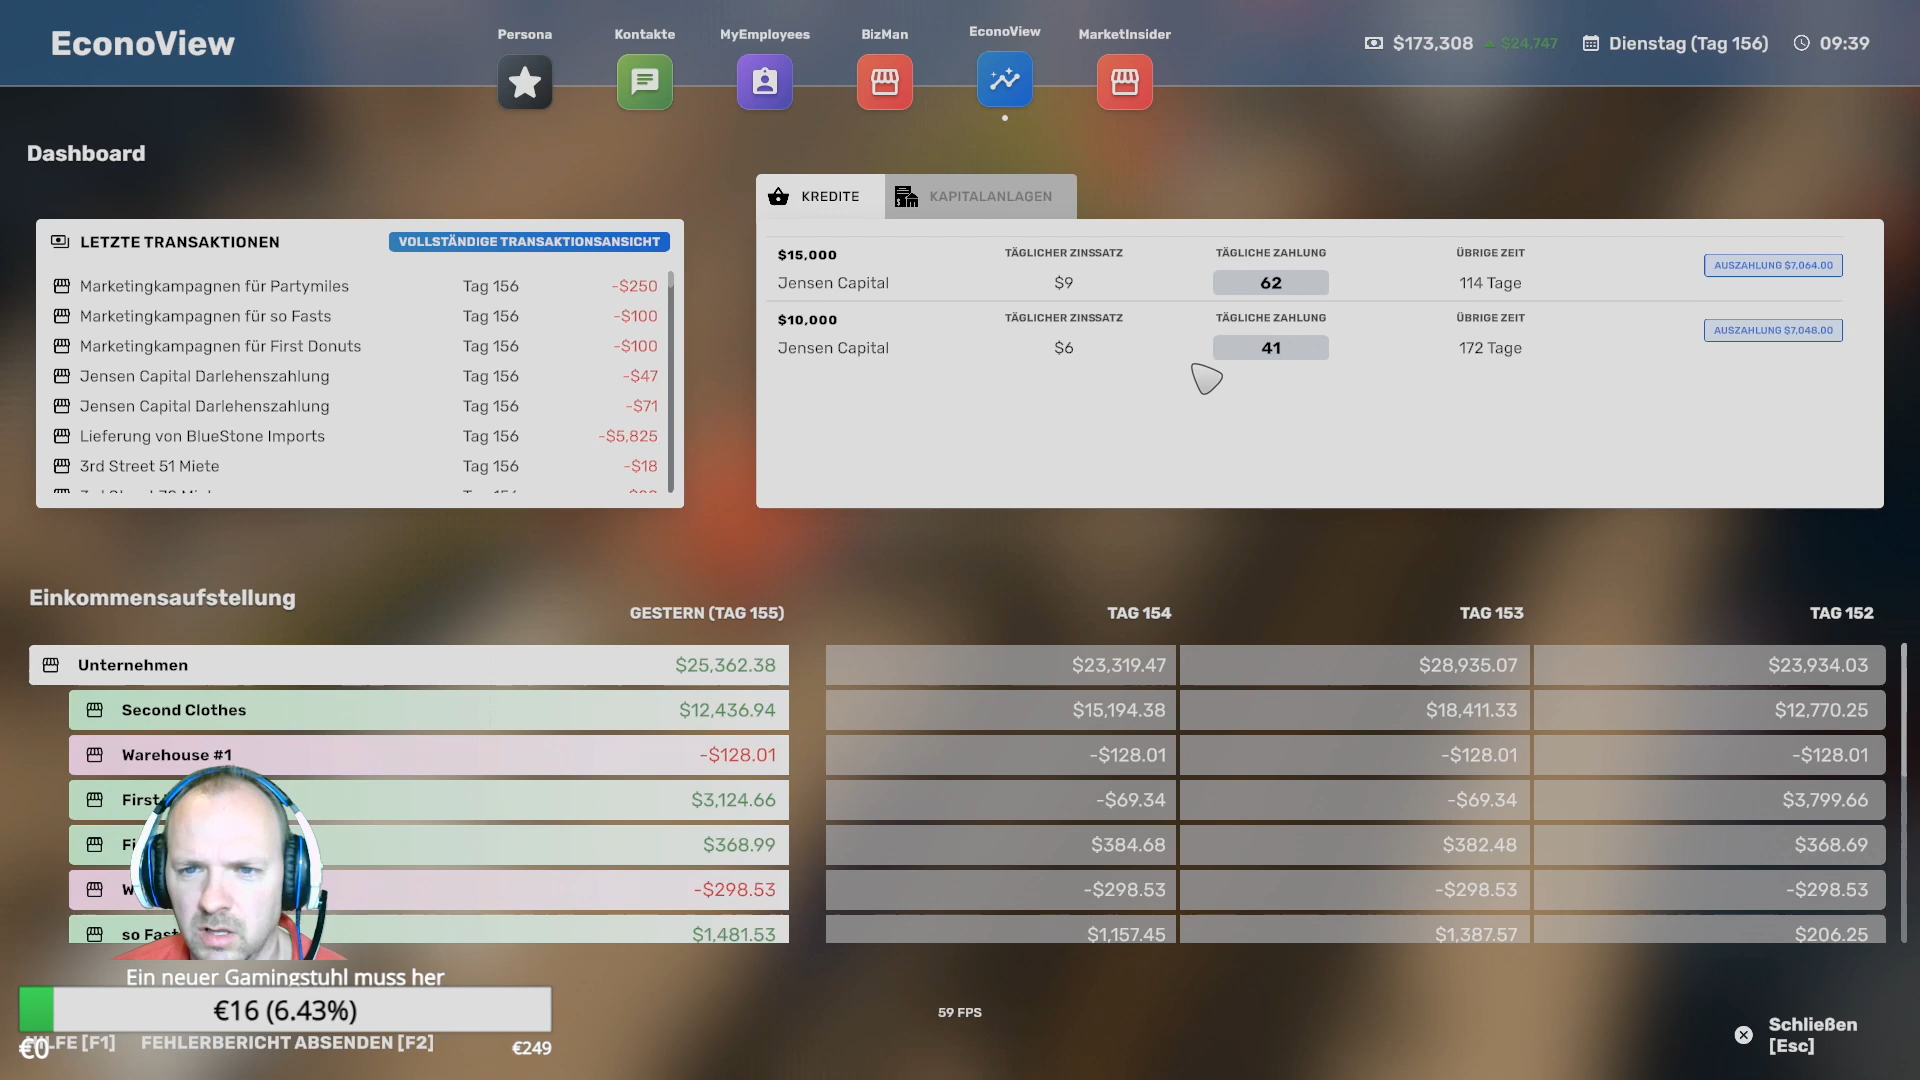 EconoView
Persona
Kontakte
MyEmployees
BizMan
EconoView
MarketInsider
$173,308
$24,747
Dienstag (Tag 156)
09:39
Dashboard
KREDITE
KAPITALANLAGEN
LETZTE TRANSAKTIONEN
VOLLSTÄNDIGE TRANSAKTIONSANSICHT
Marketingkampagnen für Partymiles Tag 156 -$250
Marketingkampagnen für so Fasts Tag 156 -$100
Marketingkampagnen für First Donuts Tag 156 -$100
Jensen Capital Darlehenszahlung Tag 156 -$47
Jensen Capital Darlehenszahlung Tag 156 -$71
Lieferung von BlueStone Imports Tag 156 -$5,825
3rd Street 51 Miete Tag 156 -$18
$15,000 TÄGLICHER ZINSSATZ TÄGLICHE ZAHLUNG ÜBRIGE ZEIT
AUSZAHLUNG $7,064.00
Jensen Capital $9 62 114 Tage
$10,000 TÄGLICHER ZINSSATZ TÄGLICHE ZAHLUNG ÜBRIGE ZEIT
AUSZAHLUNG $7,048.00
Jensen Capital $6 41 172 Tage
Einkommensaufstellung
GESTERN (TAG 155) TAG 154 TAG 153 TAG 152
Unternehmen $25,362.38 $23,319.47 $28,935.07 $23,934.03
Second Clothes $12,436.94 $15,194.38 $18,411.33 $12,770.25
Warehouse #1 -$128.01 -$128.01 -$128.01 -$128.01
First $3,124.66 -$69.34 -$69.34 $3,799.66
$368.99 $384.68 $382.48 $368.69
-$298.53 -$298.53 -$298.53 -$298.53
so $1,481.53 $1,157.45 $1,387.57 $206.25
Ein neuer Gamingstuhl muss her
€16 (6.43%)
€0
€249
FEHLERBERICHT ABSENDEN [F2]
[F1]
59 FPS
Schließen
[Esc]